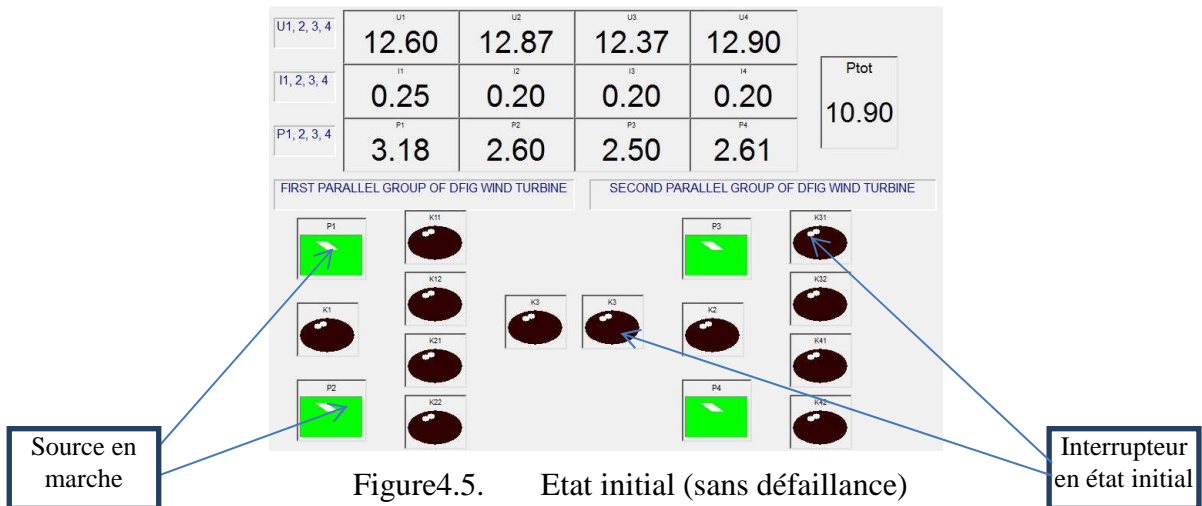 U1, 2, 3, 4
U1 U2 U3 U4
12.60 12.87 12.37 12.90
I1, 2, 3, 4
I1 I2 I3 I4
0.25 0.20 0.20 0.20
Ptot
10.90
P1, 2, 3, 4
P1 P2 P3 P4
3.18 2.60 2.50 2.61
FIRST PARALLEL GROUP OF DFIG WIND TURBINE
SECOND PARALLEL GROUP OF DFIG WIND TURBINE
P1
K11
P3
K31
K12
K32
K1
K3
K3
K2
K21
K41
P2
K22
P4
K42
Source en
marche
Interrupteur
en état initial
Figure4.5. Etat initial (sans défaillance)